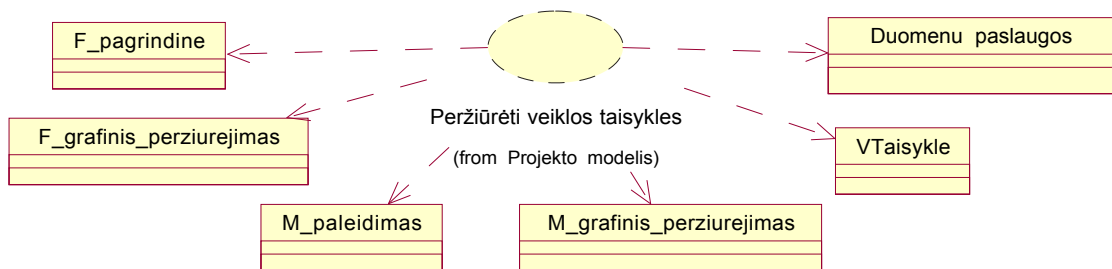 F_pagrindine
Duomenu paslaugos
Peržiūrėti veiklos taisykles
F_grafinis_perziurejimas
VTaisykle
(from Projekto modelis)
M_paleidimas
M_grafinis_perziurejimas